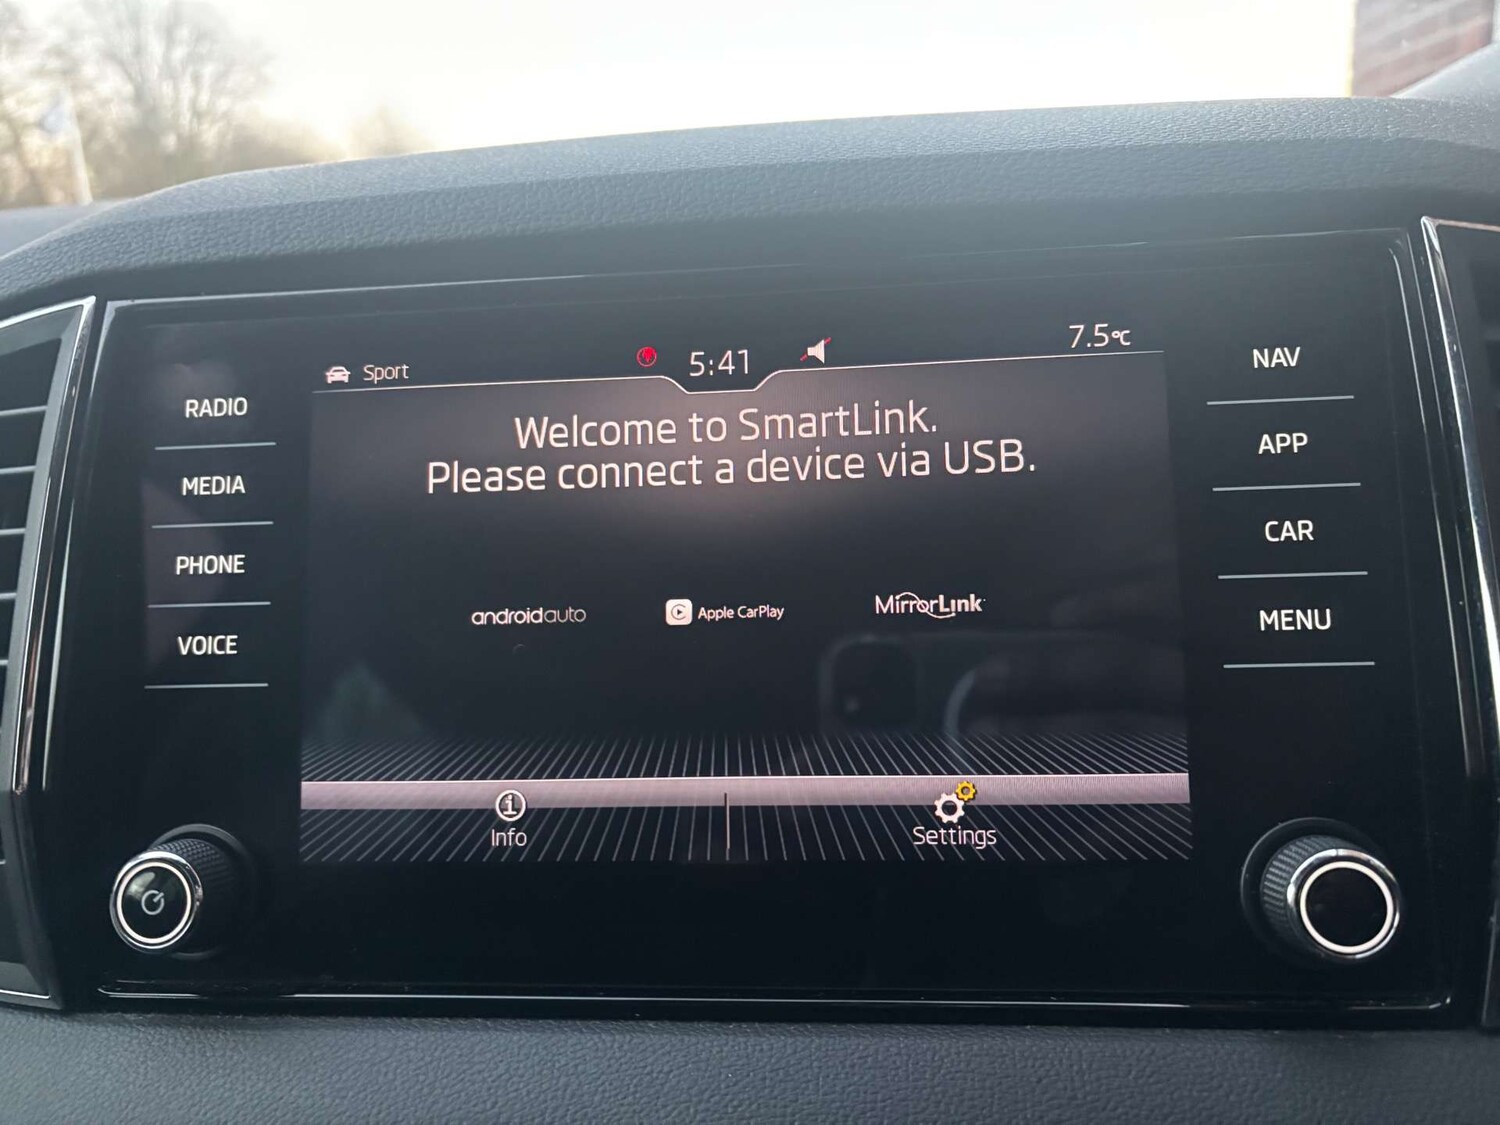 Sport
5:41
7.5°C
RADIO
MEDIA
PHONE
VOICE
Welcome to SmartLink.
Please connect a device via USB.
androidauto
Apple CarPlay
MirrorLink
Info
Settings
NAV
APP
CAR
MENU